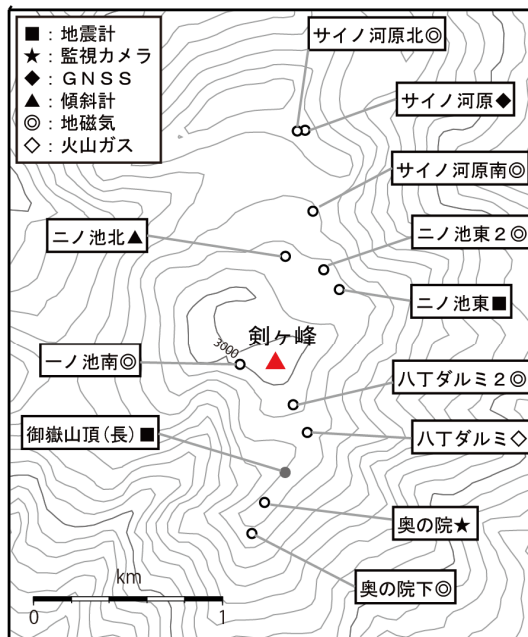 ■：地震計
★：監視カメラ
◆：ＧＮＳＳ
▲：傾斜計
◎：地磁気
◇：火山ガス
サイノ河原北◎
サイノ河原◆
サイノ河原南◎
二ノ池北▲
二ノ池東２◎
二ノ池東■
剣ヶ峰
3000
一ノ池南◎
八丁ダルミ２◎
御嶽山頂(長)■
八丁ダルミ◇
奥の院★
奥の院下◎
km
0 1